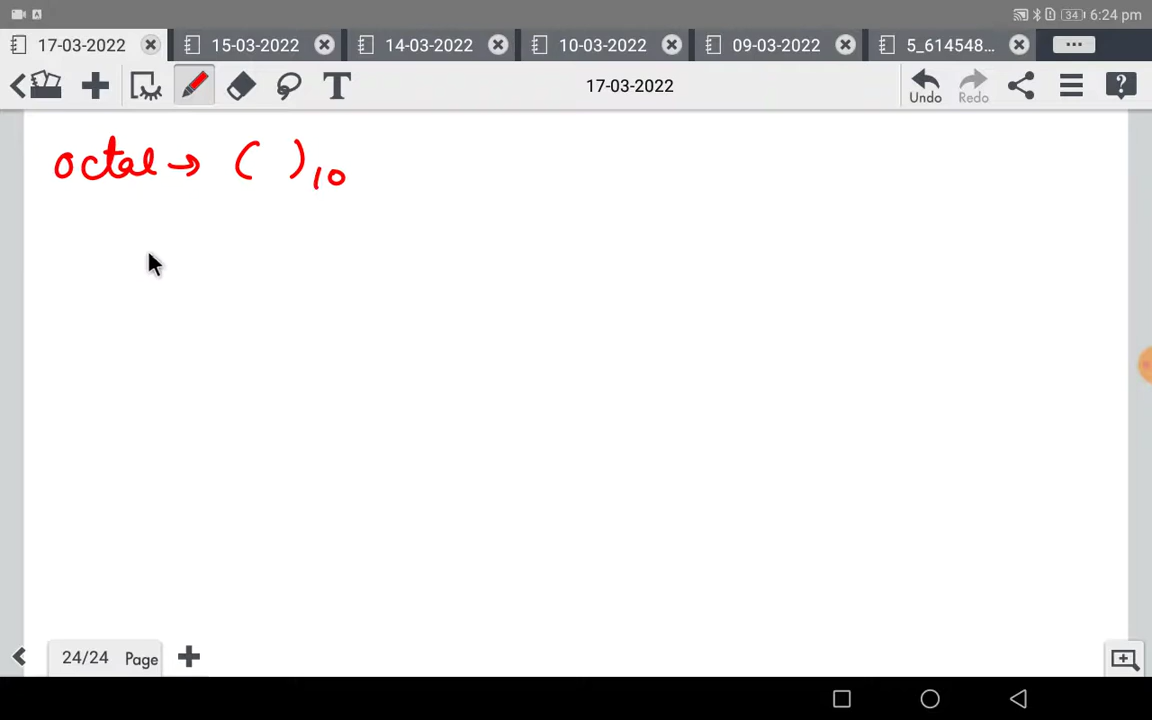 34 6:24 pm
17-03-2022 15-03-2022 14-03-2022 10-03-2022 09-03-2022 5_614548... ...
T 17-03-2022 Undo Redo ?
octal → ( )₁₀
24/24 Page